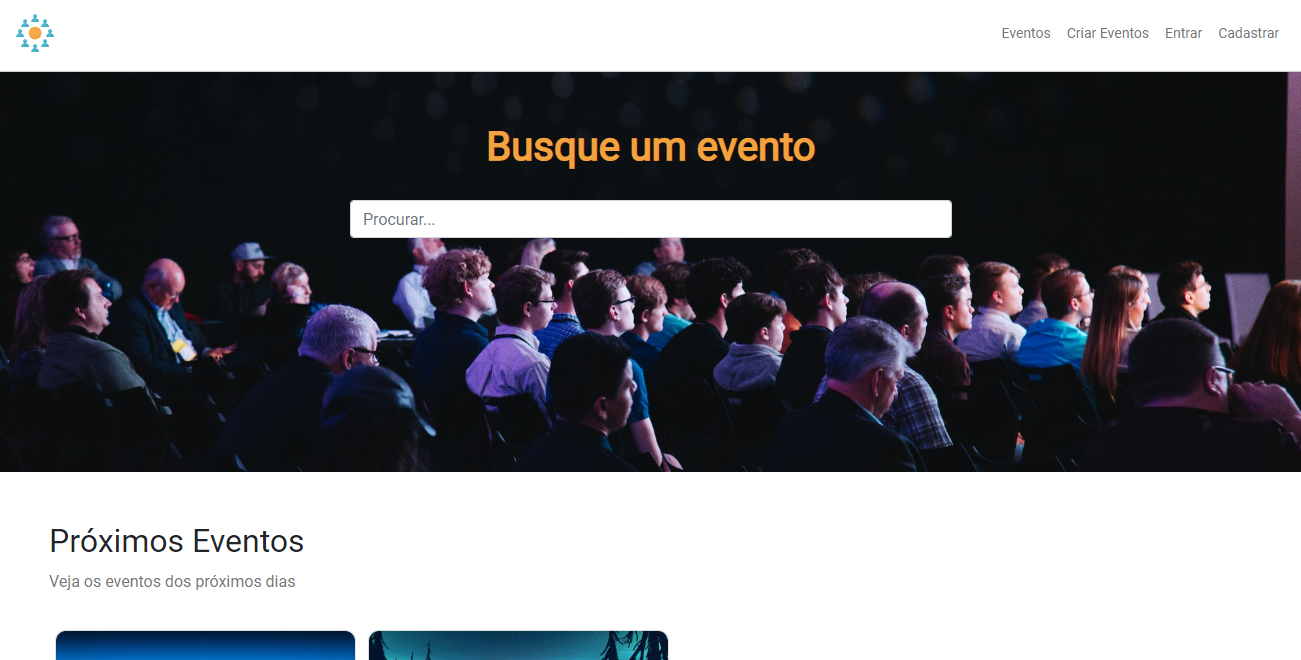 Eventos Criar Eventos Entrar Cadastrar
Busque um evento
Procurar...
Próximos Eventos
Veja os eventos dos próximos dias